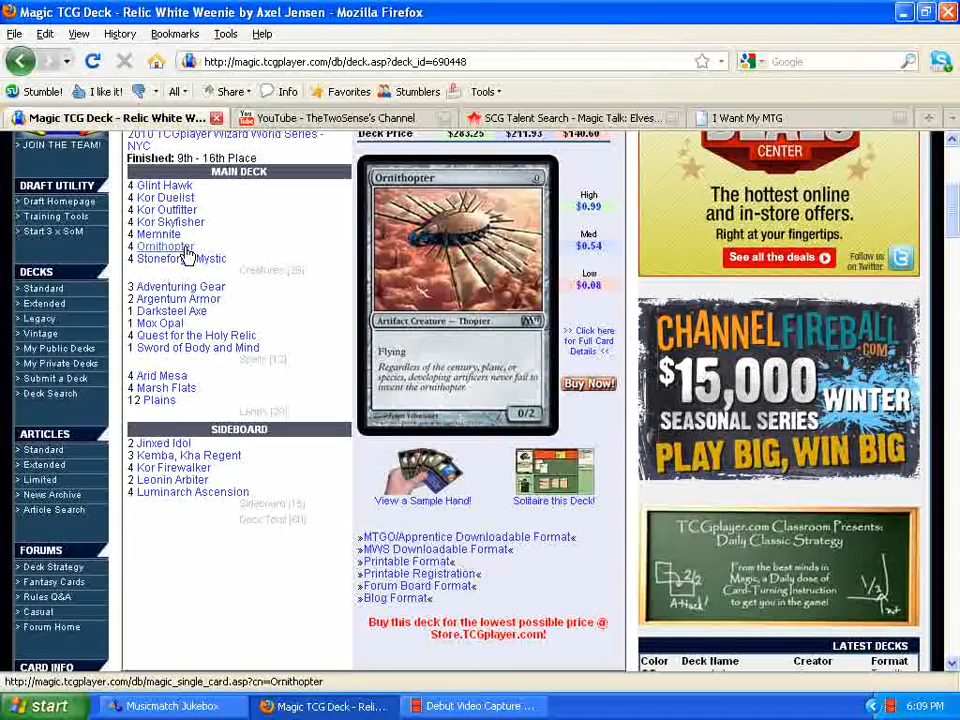 Magic TCG Deck - Relic White Weenie by Axel Jensen - Mozilla Firefox
File Edit View History Bookmarks Tools Help
http://magic.tcgplayer.com/db/deck.asp?deck_id=690448
Google
Stumble! I like it! All Share Info Favorites Stumblers Tools
Magic TCG Deck - Relic White W...
YouTube - TheTwoSense's Channel
SCG Talent Search - Magic Talk: Elves...
I Want My MTG
> JOIN THE TEAM!
DRAFT UTILITY
> Draft Homepage
> Training Tools
> Start 3 x SoM
DECKS
> Standard
> Extended
> Legacy
> Vintage
> My Public Decks
> My Private Decks
> Submit a Deck
> Deck Search
ARTICLES
> Standard
> Extended
> Limited
> News Archive
> Article Search
FORUMS
> Deck Strategy
> Fantasy Cards
> Rules Q&A
> Casual
> Forum Home
CARD INFO
2010 TCGplayer Wizard World Series -
NYC
Finished: 9th - 16th Place
MAIN DECK
4 Glint Hawk
4 Kor Duelist
4 Kor Outfitter
4 Kor Skyfisher
4 Memnite
4 Ornithopter
4 Stoneforge Mystic
3 Adventuring Gear
2 Argentum Armor
1 Darksteel Axe
1 Mox Opal
4 Quest for the Holy Relic
1 Sword of Body and Mind
Spells [12]
4 Arid Mesa
4 Marsh Flats
12 Plains
Lands [20]
SIDEBOARD
2 Jinxed Idol
3 Kemba, Kha Regent
4 Kor Firewalker
2 Leonin Arbiter
4 Luminarch Ascension
Sideboard [15]
Deck Total [60]
Deck Price $283.25 $211.93 $140.60
Ornithopter 0
Artifact Creature — Thopter
Flying
Regardless of the century, plane, or
species, developing artificers never fail to
invent the ornithopter.
0/2
High
$0.99
Med
$0.54
Low
$0.08
>> Click here
for Full Card
Details <<
Buy Now!
View a Sample Hand!
Solitaire this Deck!
»MTGO/Apprentice Downloadable Format«
»MWS Downloadable Format«
»Printable Format«
»Printable Registration«
»Forum Board Format«
»Blog Format«
Buy this deck for the lowest possible price @
Store.TCGplayer.com!
CENTER
The hottest online
and in-store offers.
Right at your fingertips.
See all the deals
Follow us
on Twitter
CHANNELFIREBALL
.COM
$15,000 WINTER
SEASONAL SERIES
PLAY BIG, WIN BIG
TCGplayer.com Classroom Presents:
Daily Classic Strategy
From the best minds in
Magic, a Daily dose of
Card-Turning Instruction
to get you in the game!
2/2
Attack!
1/3
LATEST DECKS
Color Deck Name Creator Format
http://magic.tcgplayer.com/db/magic_single_card.asp?cn=Ornithopter
start
Musicmatch Jukebox
Magic TCG Deck - Reli...
Debut Video Capture ...
6:09 PM